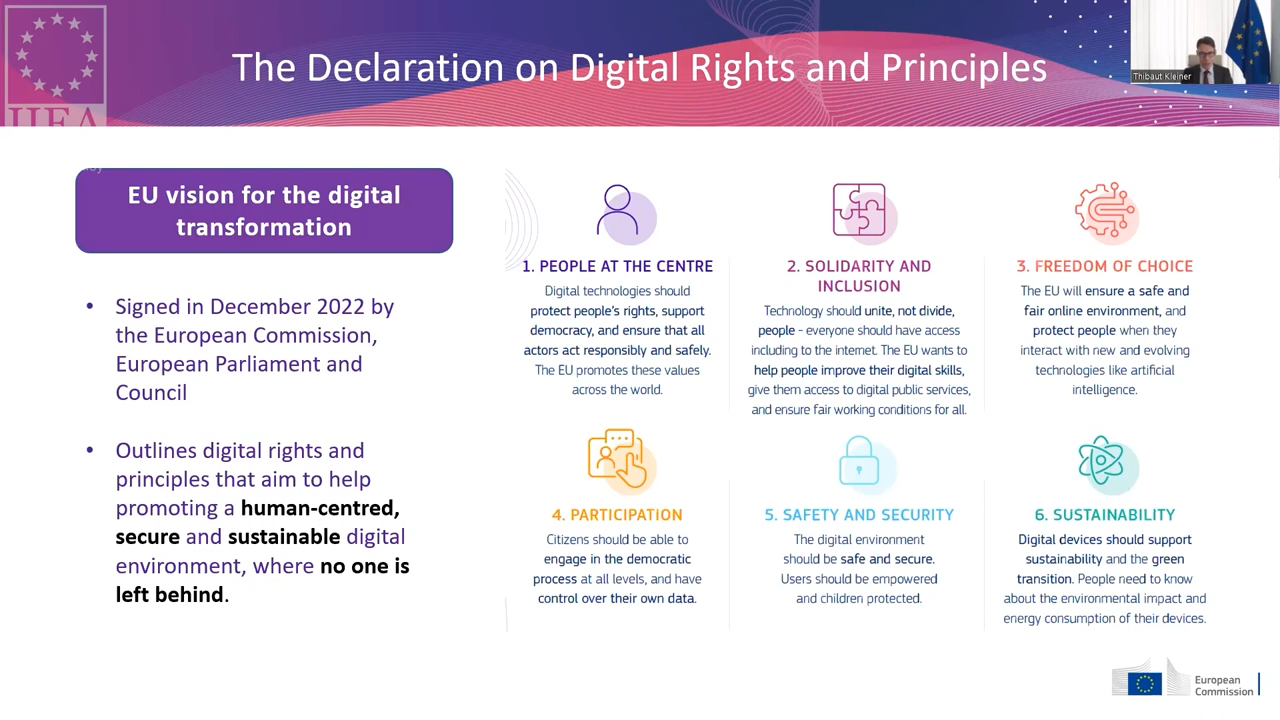 IIEA
The Declaration on Digital Rights and Principles
Thibaut Kleiner
EU vision for the digital
transformation
• Signed in December 2022 by
the European Commission,
European Parliament and
Council
• Outlines digital rights and
principles that aim to help
promoting a human-centred,
secure and sustainable digital
environment, where no one is
left behind.
1. PEOPLE AT THE CENTRE
Digital technologies should
protect people's rights, support
democracy, and ensure that all
actors act responsibly and safely.
The EU promotes these values
across the world.
2. SOLIDARITY AND
INCLUSION
Technology should unite, not divide,
people - everyone should have access
including to the internet. The EU wants to
help people improve their digital skills,
give them access to digital public services,
and ensure fair working conditions for all.
3. FREEDOM OF CHOICE
The EU will ensure a safe and
fair online environment, and
protect people when they
interact with new and evolving
technologies like artificial
intelligence.
4. PARTICIPATION
Citizens should be able to
engage in the democratic
process at all levels, and have
control over their own data.
5. SAFETY AND SECURITY
The digital environment
should be safe and secure.
Users should be empowered
and children protected.
6. SUSTAINABILITY
Digital devices should support
sustainability and the green
transition. People need to know
about the environmental impact and
energy consumption of their devices.
European
Commission